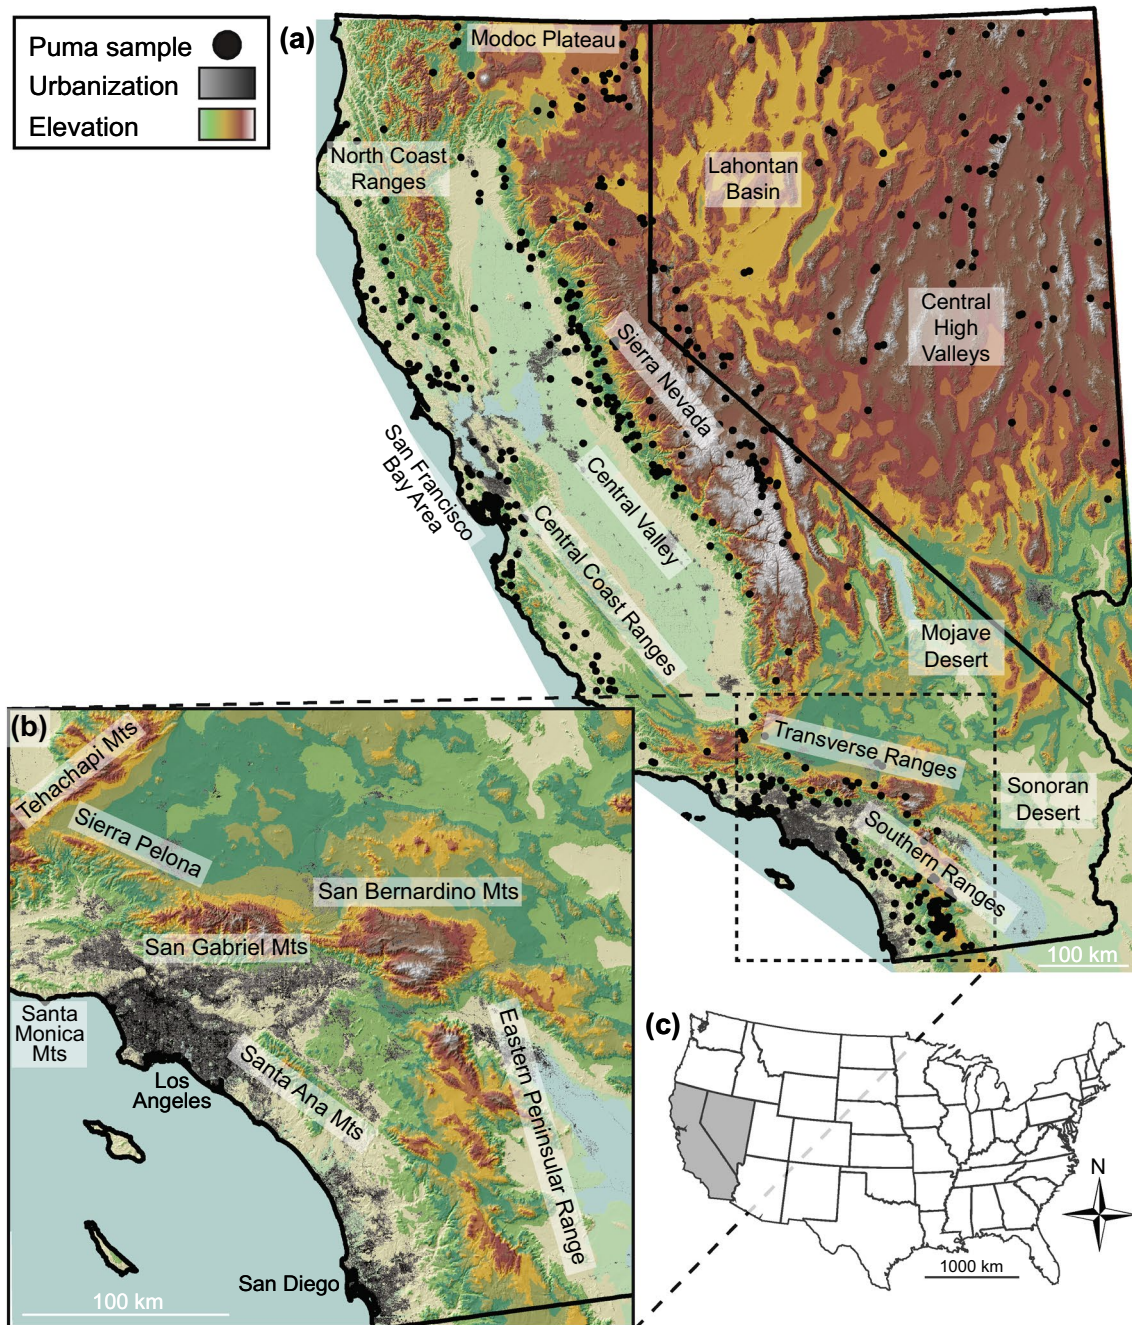 Puma sample
Urbanization
Elevation
(a)
Modoc Plateau
North Coast
Ranges
Lahontan
Basin
Central
High
Valleys
Sierra Nevada
San Francisco
Bay Area
Central Valley
Central Coast Ranges
Mojave
Desert
Transverse Ranges
Sonoran
Desert
Southern Ranges
100 km
(b)
Tehachapi Mts
Sierra Pelona
San Bernardino Mts
San Gabriel Mts
Santa
Monica
Mts
Los
Angeles
Santa Ana Mts
Eastern Peninsular Range
San Diego
100 km
(c)
N
1000 km